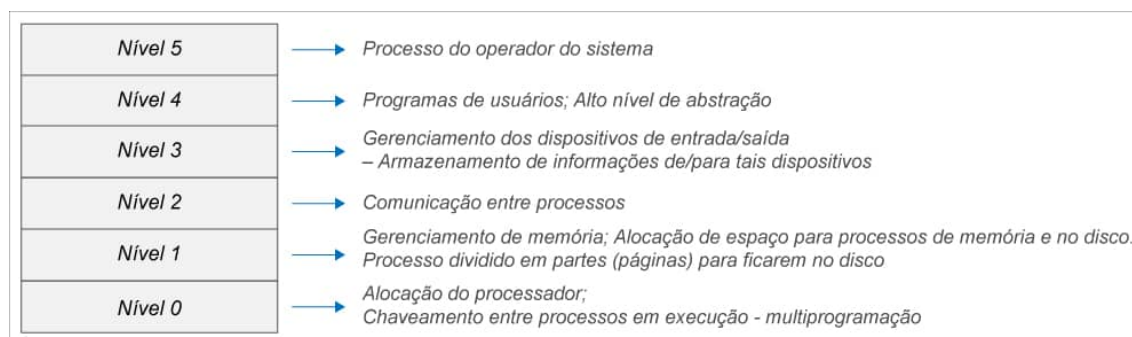 Nível 5
Processo do operador do sistema
Nível 4
Programas de usuários; Alto nível de abstração
Nível 3
Gerenciamento dos dispositivos de entrada/saída
– Armazenamento de informações de/para tais dispositivos
Nível 2
Comunicação entre processos
Nível 1
Gerenciamento de memória; Alocação de espaço para processos de memória e no disco.
Processo dividido em partes (páginas) para ficarem no disco
Nível 0
Alocação do processador;
Chaveamento entre processos em execução - multiprogramação